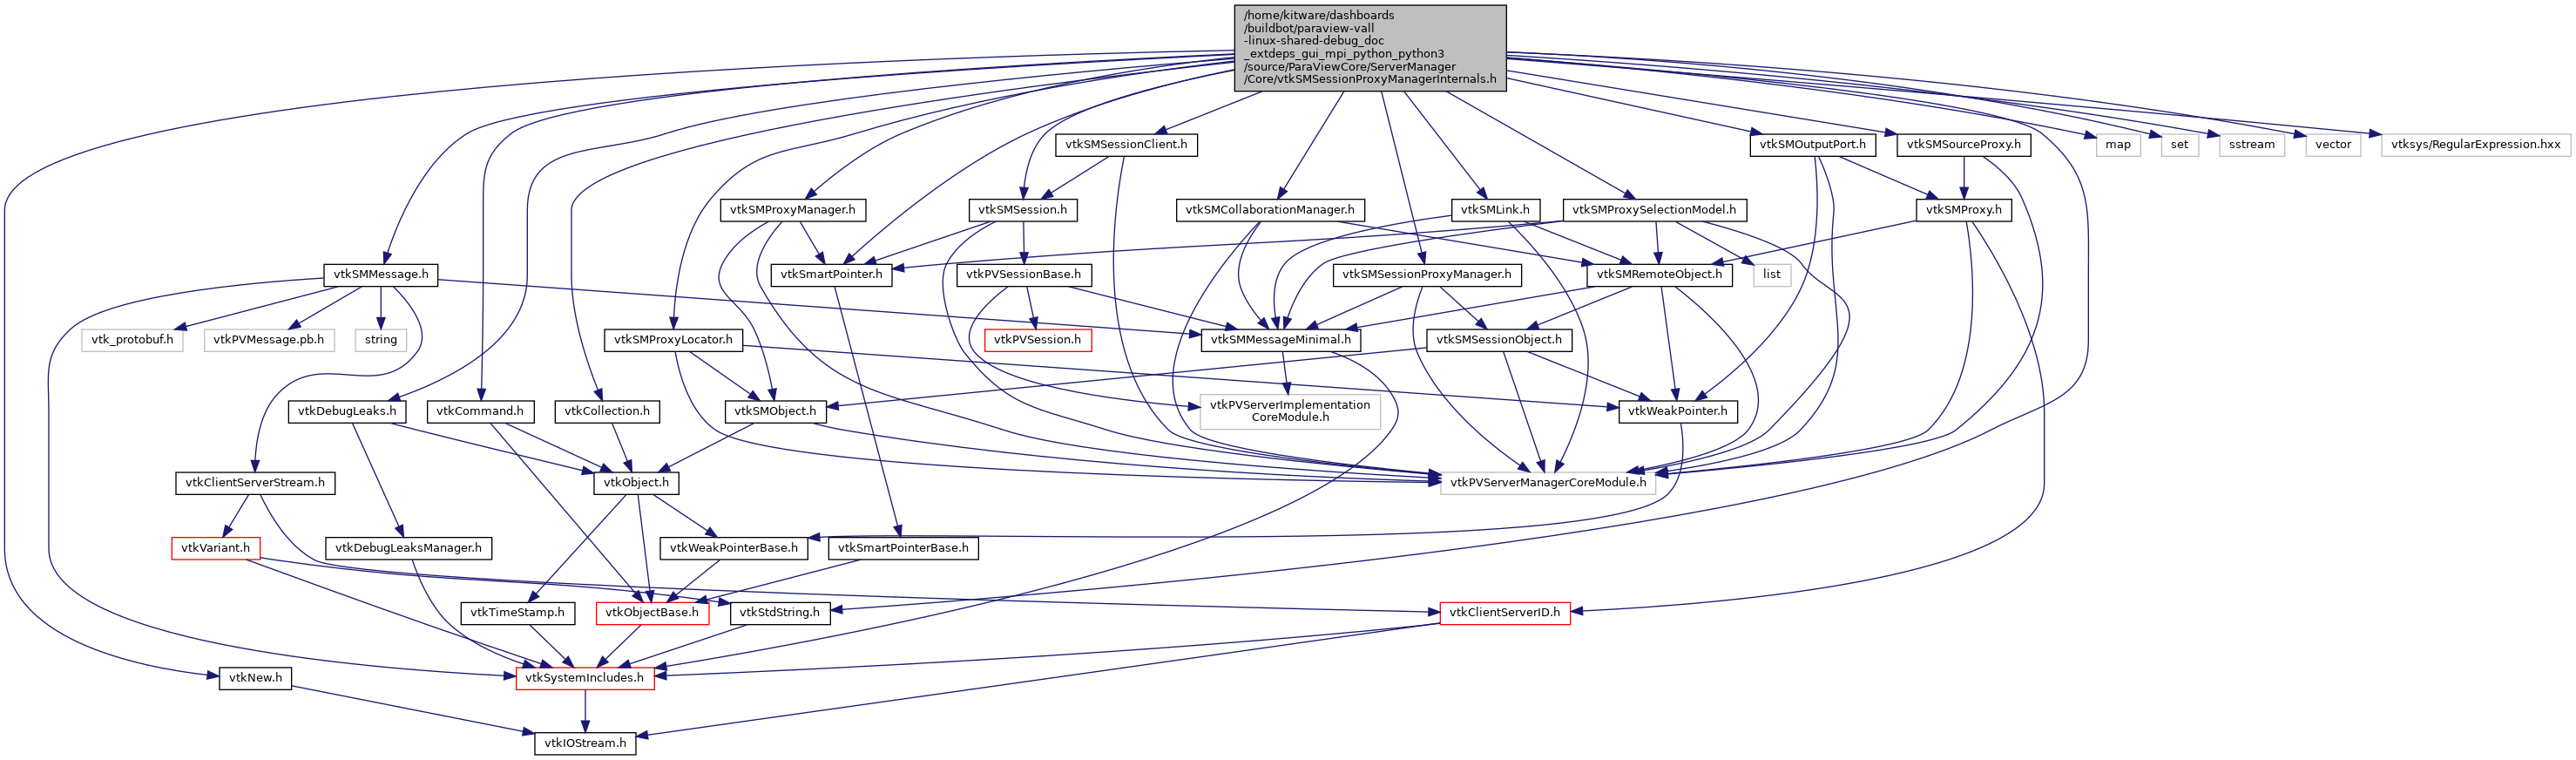 /home/kitware/dashboards
/buildbot/paraview-vall
-linux-shared-debug_doc
_extdeps_gui_mpi_python_python3
/source/ParaViewCore/ServerManager
/Core/vtkSMSessionProxyManagerInternals.h
vtkSMSessionClient.h
vtkSMOutputPort.h
vtkSMSourceProxy.h
map
set
sstream
vector
vtksys/RegularExpression.hxx
vtkSMProxyManager.h
vtkSMSession.h
vtkSMCollaborationManager.h
vtkSMLink.h
vtkSMProxySelectionModel.h
vtkSMProxy.h
vtkSMMessage.h
vtkSmartPointer.h
vtkPVSessionBase.h
vtkSMSessionProxyManager.h
vtkSMRemoteObject.h
list
vtk_protobuf.h
vtkPVMessage.pb.h
string
vtkSMProxyLocator.h
vtkPVSession.h
vtkSMMessageMinimal.h
vtkSMSessionObject.h
vtkDebugLeaks.h
vtkCommand.h
vtkCollection.h
vtkSMObject.h
vtkPVServerImplementation
CoreModule.h
vtkWeakPointer.h
vtkClientServerStream.h
vtkObject.h
vtkPVServerManagerCoreModule.h
vtkVariant.h
vtkDebugLeaksManager.h
vtkWeakPointerBase.h
vtkSmartPointerBase.h
vtkTimeStamp.h
vtkObjectBase.h
vtkStdString.h
vtkClientServerID.h
vtkNew.h
vtkSystemIncludes.h
vtkIOStream.h